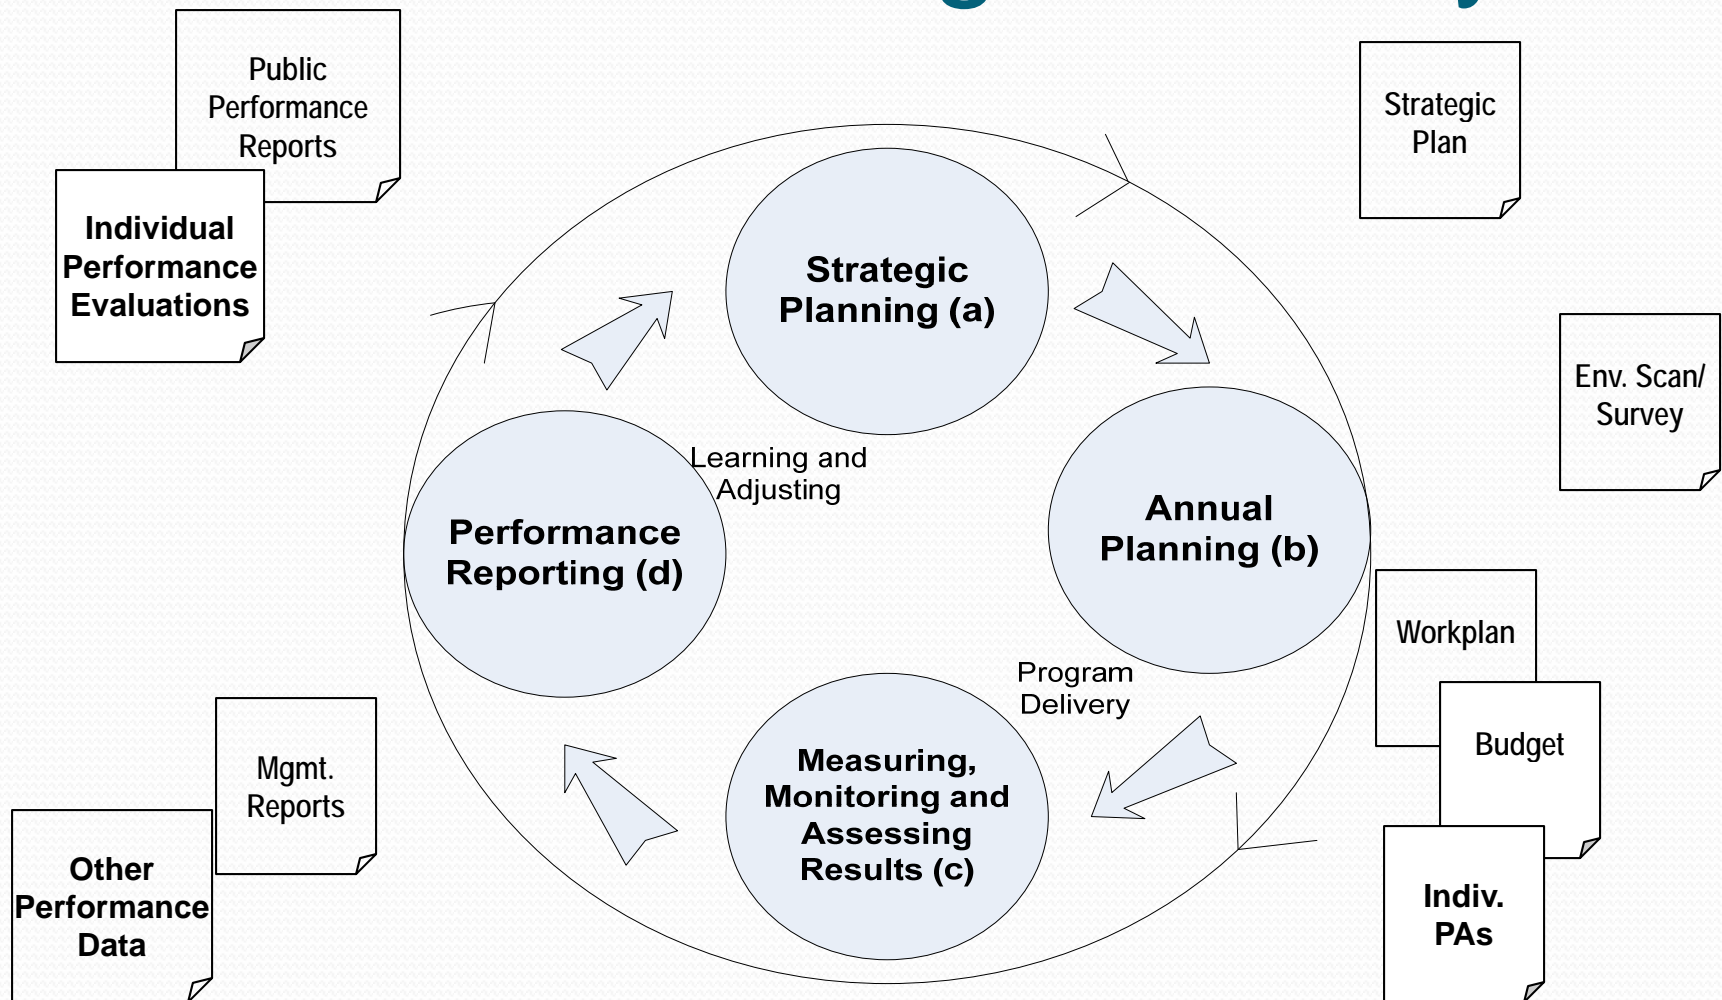 Public
Performance
Reports
Individual
Performance
Evaluations
Strategic
Plan
Strategic
Planning (a)
Env. Scan/
Survey
Learning and
Adjusting
Performance
Reporting (d)
Annual
Planning (b)
Workplan
Budget
Indiv.
PAs
Program
Delivery
Measuring,
Monitoring and
Assessing
Results (c)
Mgmt.
Reports
Other
Performance
Data